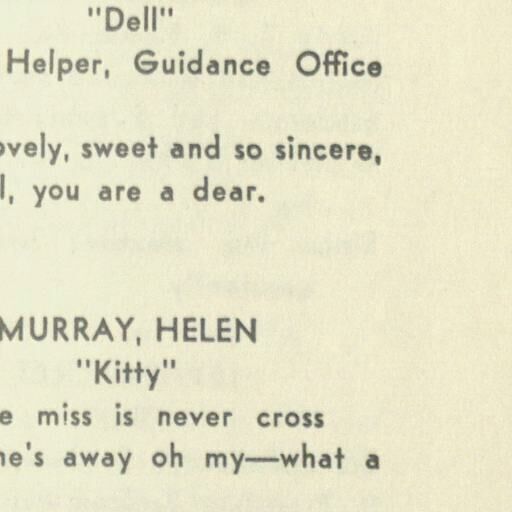 "Dell"
Helper, Guidance Office
ovely, sweet and so sincere,
l, you are a dear.
MURRAY, HELEN
"Kitty"
e miss is never cross
ne's away oh my—what a